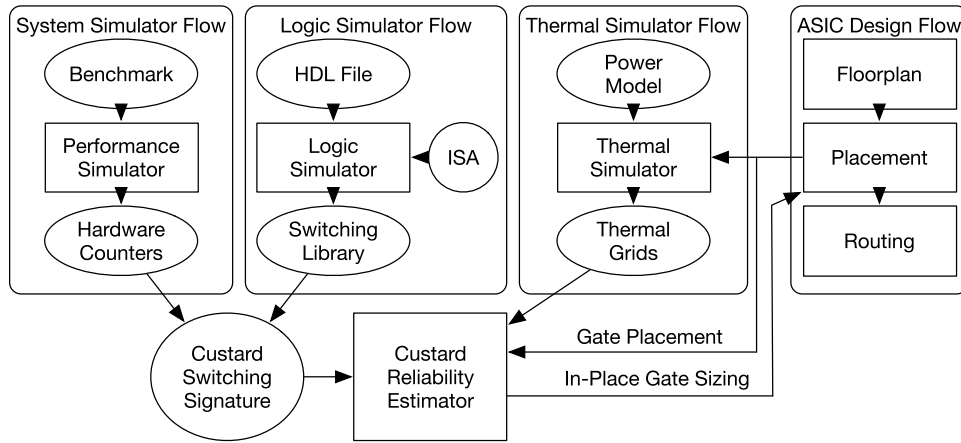 System Simulator Flow
Benchmark
Performance
Simulator
Hardware
Counters
Logic Simulator Flow
HDL File
Logic
Simulator
ISA
Switching
Library
Thermal Simulator Flow
Power
Model
Thermal
Simulator
Thermal
Grids
ASIC Design Flow
Floorplan
Placement
Routing
Custard
Switching
Signature
Custard
Reliability
Estimator
Gate Placement
In-Place Gate Sizing